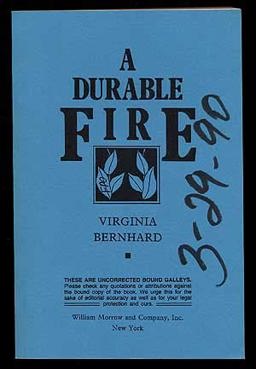 A
DURABLE
FIRE
VIRGINIA
BERNHARD
THESE ARE UNCORRECTED BOUND GALLEYS.
Please check any quotations or attributions against
the bound copy of the book. We urge this for the
sake of editorial accuracy as well as for your legal
protection and ours.
William Morrow and Company, Inc.
New York
3-29-90